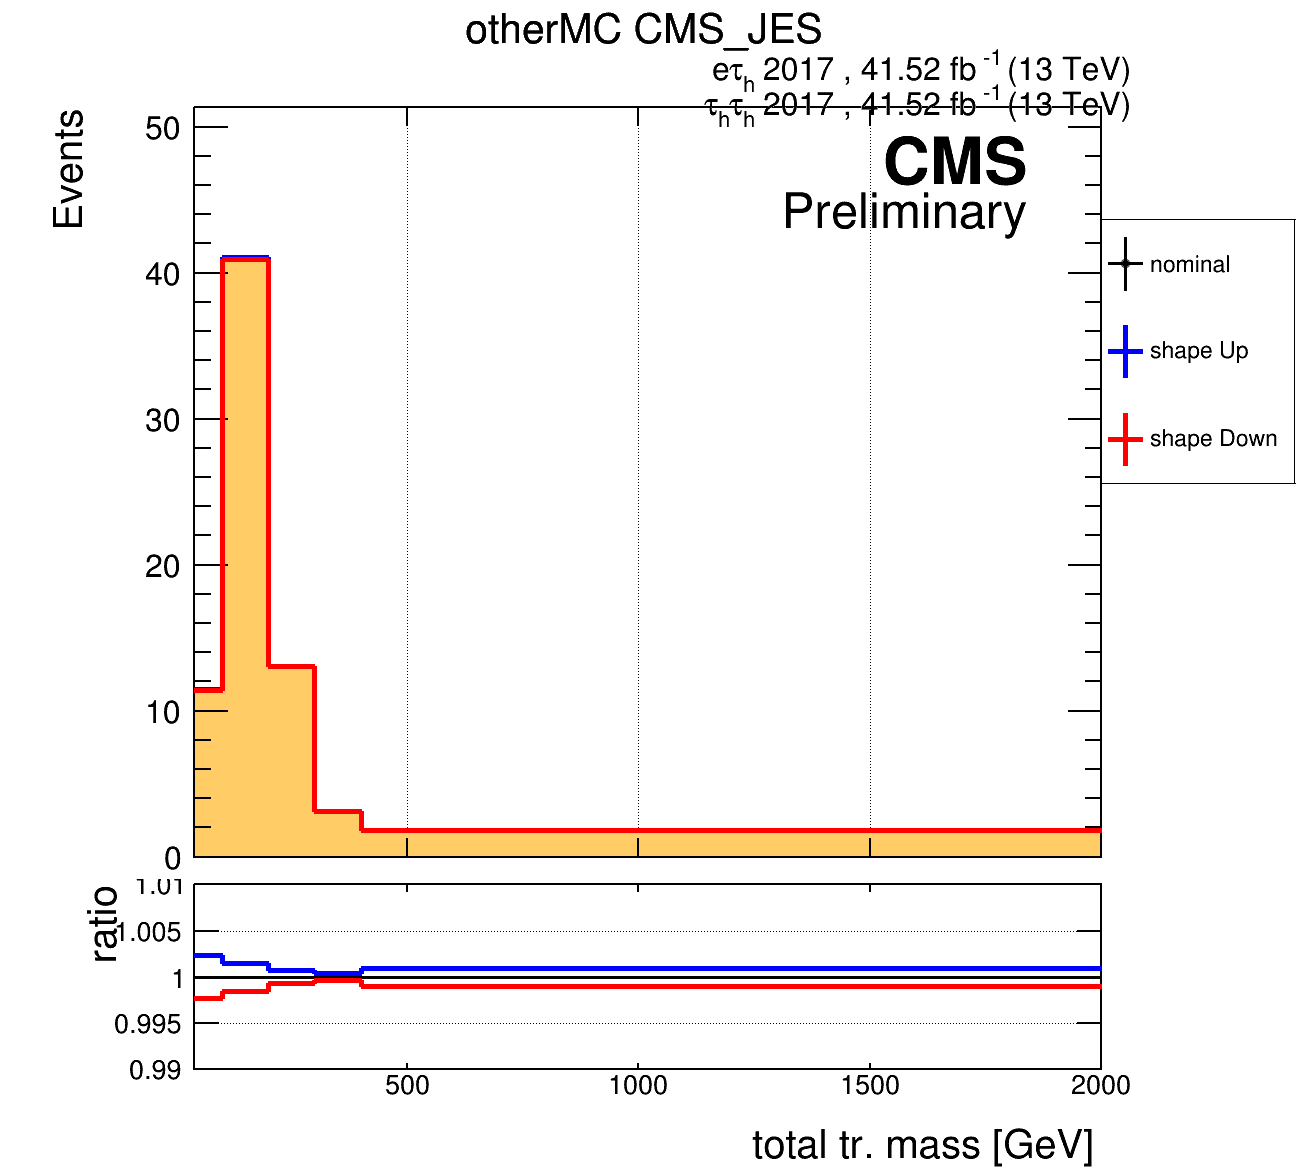 otherMC CMS_JES
eτh 2017 , 41.52 fb-1 (13 TeV)
τhτh 2017 , 41.52 fb-1 (13 TeV)
CMS
Preliminary
Events
50
40
30
20
10
0
nominal
shape Up
shape Down
ratio
1.01
1.005
1
0.995
0.99
500
1000
1500
2000
total tr. mass [GeV]